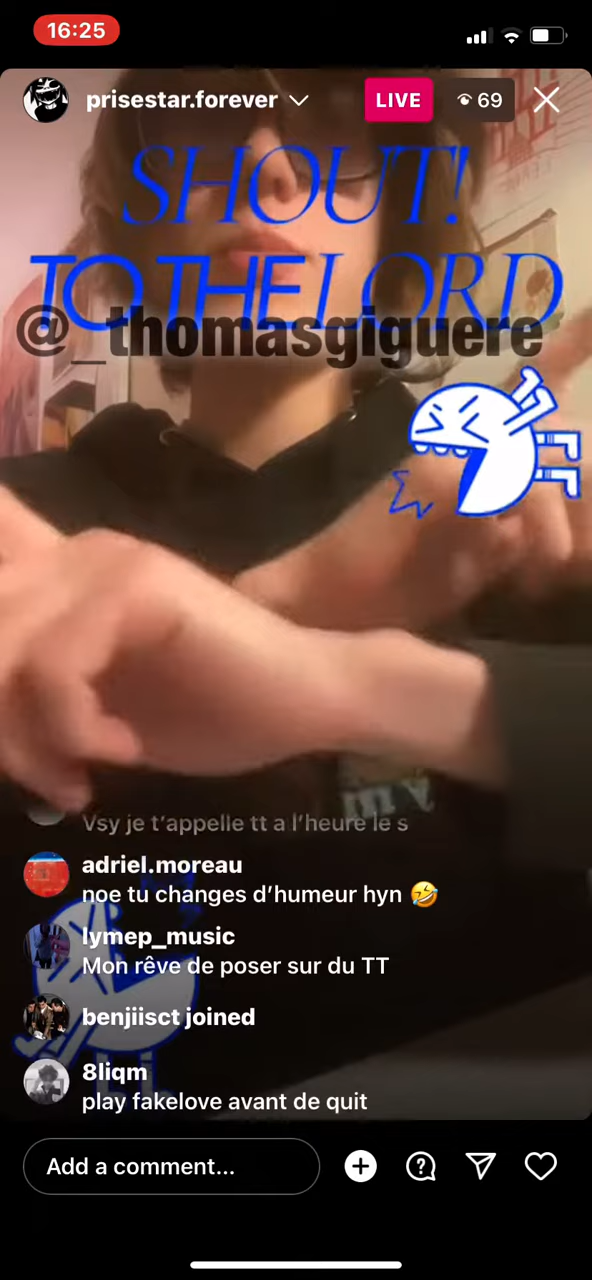 16:25
prisestar.forever
LIVE
69
SHOUT!
TO THE LORD
@_thomasgiguere
Vsy je t'appelle tt a l'heure le s
adriel.moreau
noe tu changes d'humeur hyn 🤣
lymep_music
Mon rêve de poser sur du TT
benjiisct joined
8liqm
play fakelove avant de quit
Add a comment...